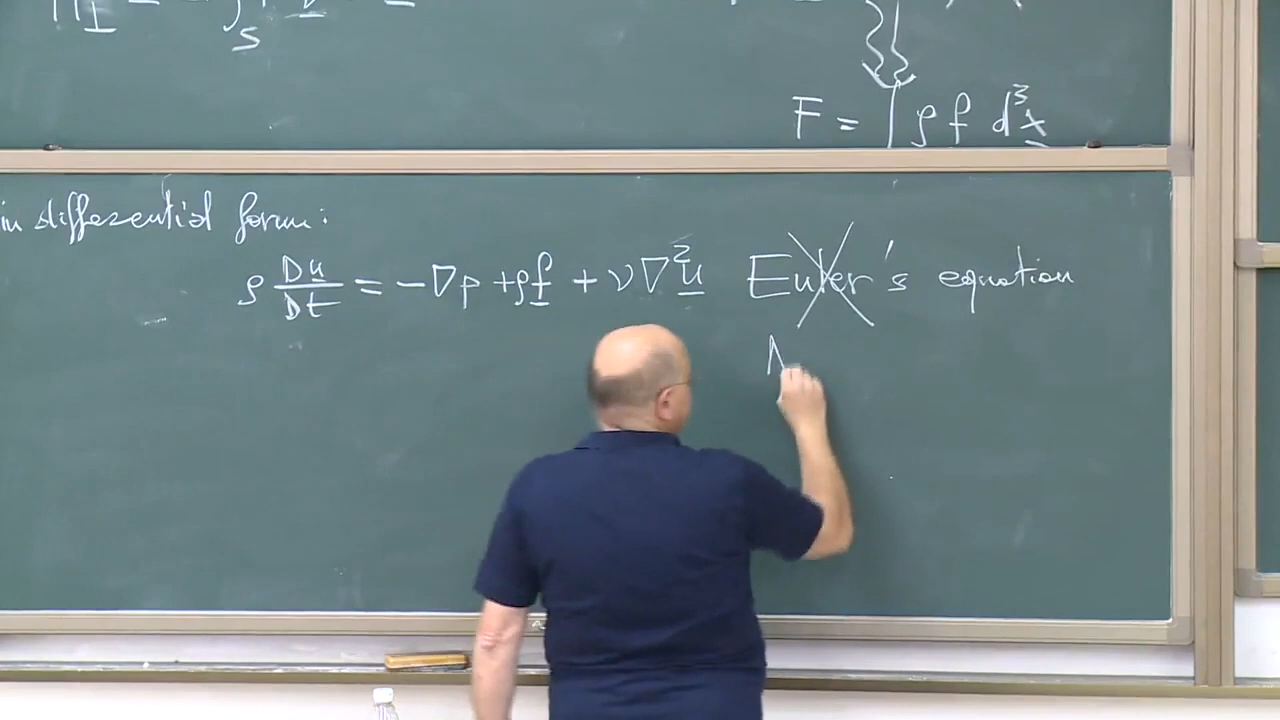 F = ∫ ρ f d³x
in differential form:
ρ Du/Dt = -∇p + ρf + ν∇²u Euler's equation
N